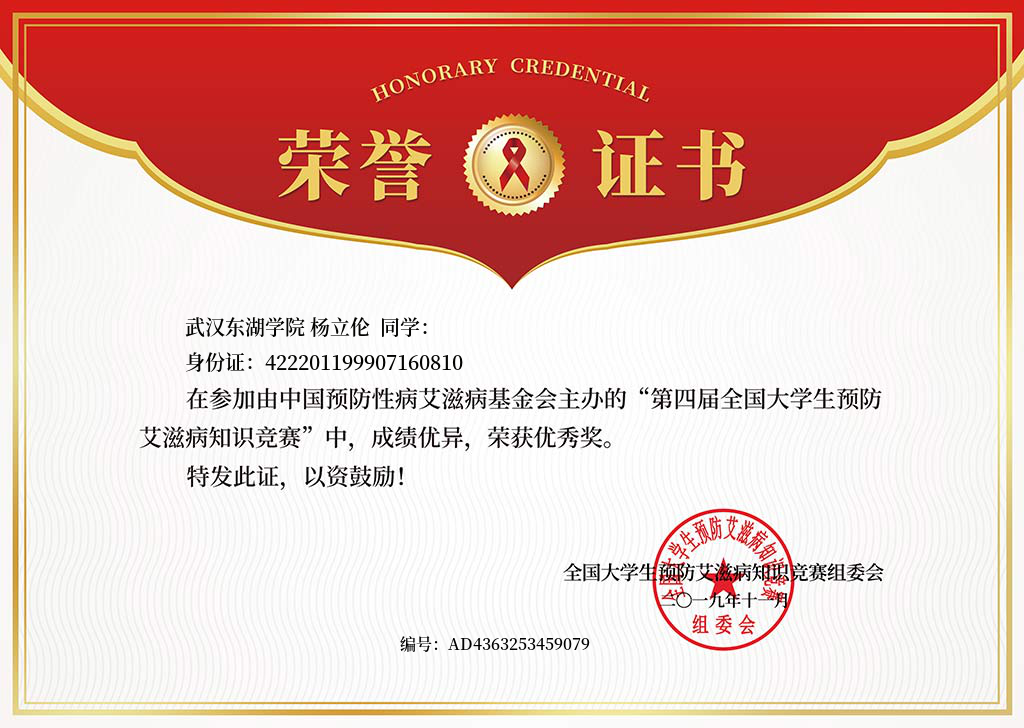 HONORARY CREDENTIAL
荣誉 证书
武汉东湖学院 杨立伦 同学：
身份证：422201199907160810
在参加由中国预防性病艾滋病基金会主办的“第四届全国大学生预防
艾滋病知识竞赛”中，成绩优异，荣获优秀奖。
特发此证，以资鼓励！
全国大学生预防艾滋病知识竞赛
全国大学生预防艾滋病知识竞赛组委会
二〇一九年十一月
组委会
编号：AD4363253459079